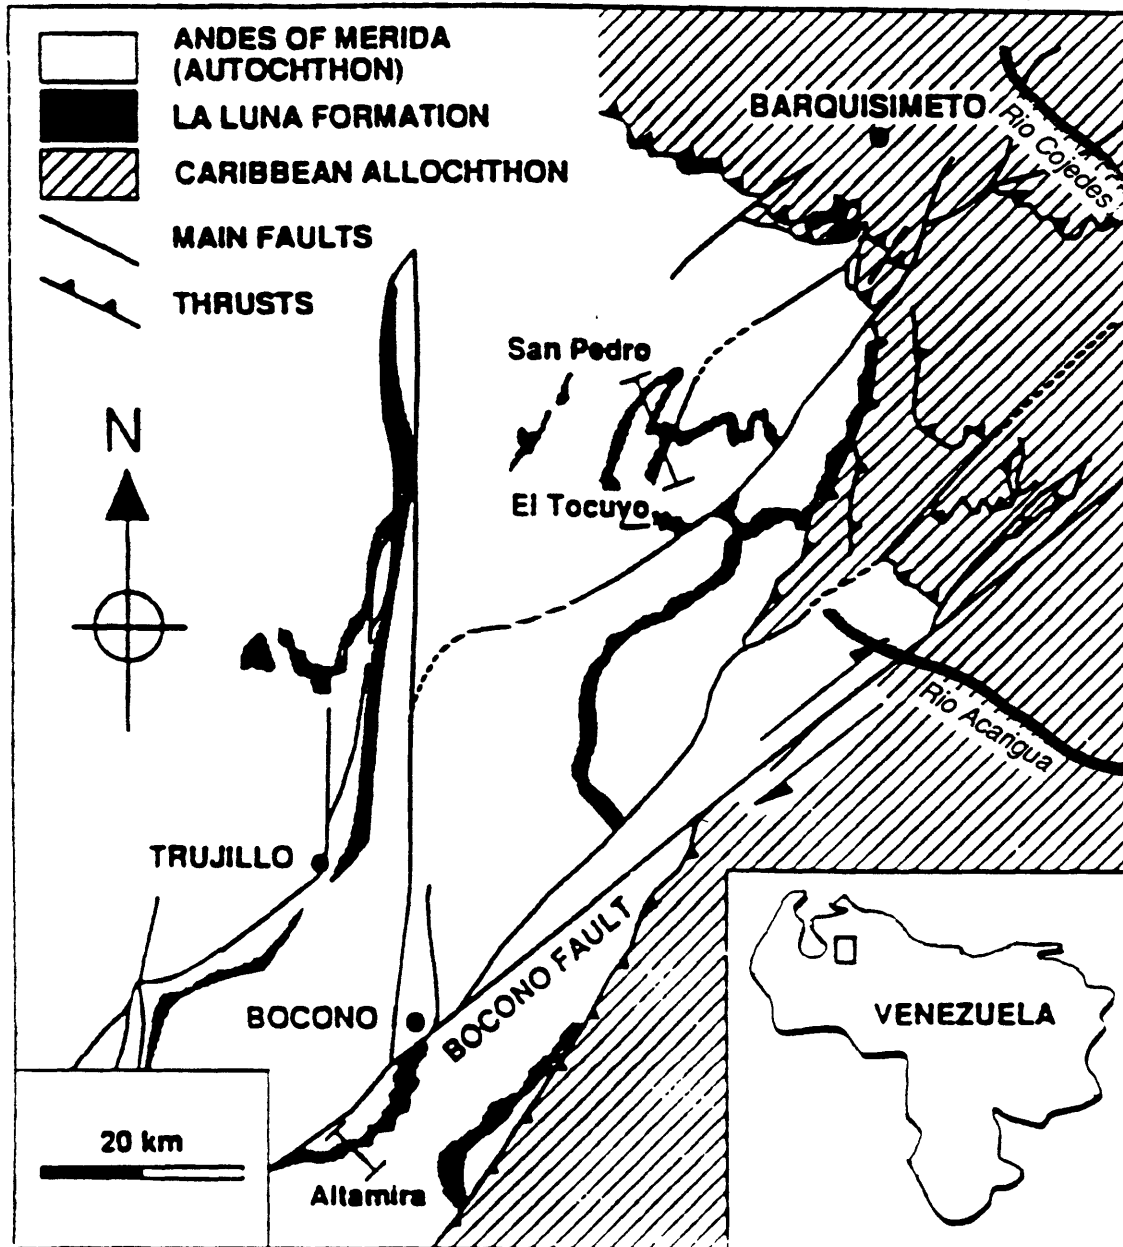 ANDES OF MERIDA
(AUTOCHTHON)
LA LUNA FORMATION
CARIBBEAN ALLOCHTHON
MAIN FAULTS
THRUSTS
BARQUISIMETO
Rio Cojedes
San Pedro
N
El Tocuyo
Rio Acarigua
TRUJILLO
BOCONO
BOCONO FAULT
VENEZUELA
20 km
Altamira